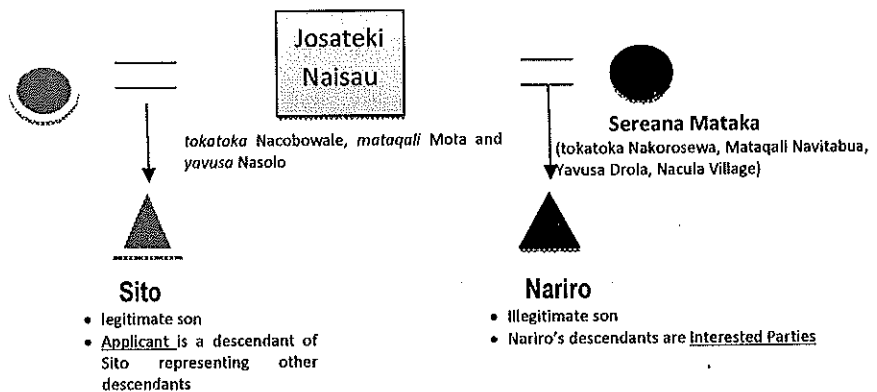 Josateki
Naisau
tokatoka Nacobowale, mataqali Mota and
yavusa Nasolo
Sereana Mataka
(tokatoka Nakorosewa, Mataqali Navitabua,
Yavusa Drola, Nacula Village)
Sito
• legitimate son
• Applicant is a descendant of
Sito representing other
descendants
Nariro
• Illegitimate son
• Nariro's descendants are Interested Parties